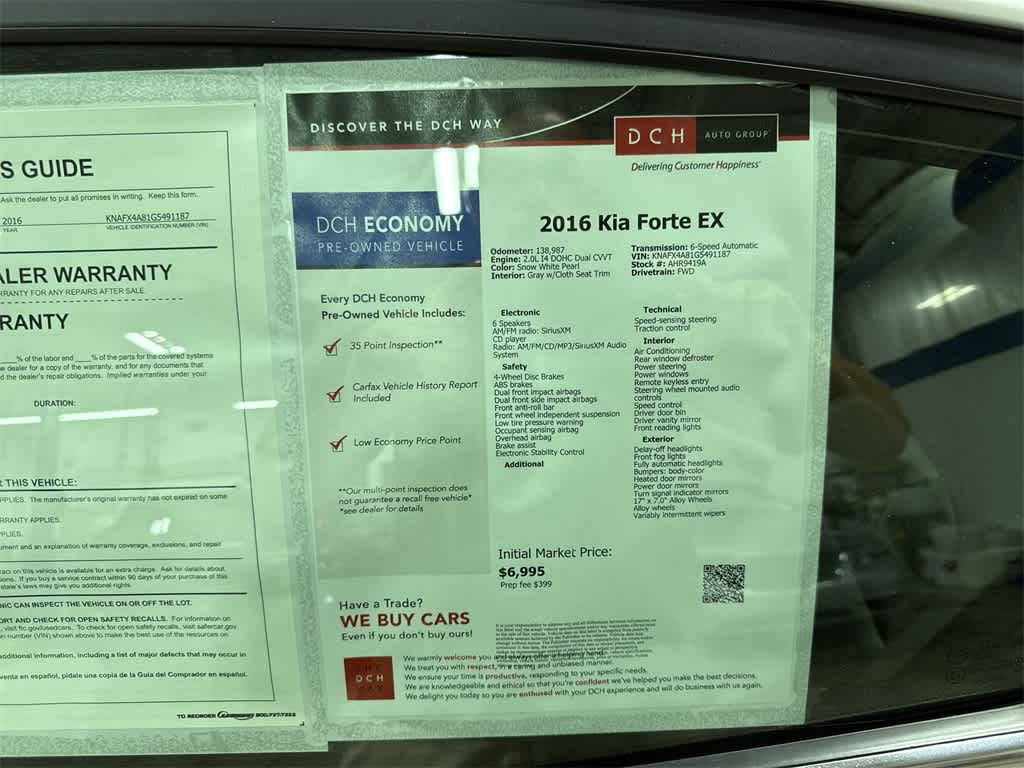 S GUIDE
Ask the dealer to put all promises in writing. Keep this form.
2016 KNAFX4A81G5491187
YEAR VEHICLE IDENTIFICATION NUMBER (VIN)
ALER WARRANTY
RRANTY FOR ANY REPAIRS AFTER SALE.
RANTY
% of the labor and ____% of the parts for the covered systems
e dealer for a copy of the warranty, and for any documents that
d the dealer's repair obligations. Implied warranties under your
DURATION:
THIS VEHICLE:
PPLIES. The manufacturer's original warranty has not expired on some
RRANTY APPLIES.
PPLIES.
ument and an explanation of warranty coverage, exclusions, and repair
ract on this vehicle is available for an extra charge. Ask for details about
ions. If you buy a service contract within 90 days of your purchase of this
state's laws may give you additional rights.
NIC CAN INSPECT THE VEHICLE ON OR OFF THE LOT.
ORT AND CHECK FOR OPEN SAFETY RECALLS. For information on
, visit ftc.gov/usedcars. To check for open safety recalls, visit safercar.gov
n number (VIN) shown above to make the best use of the resources on
additional information, including a list of major defects that may occur in
venta en español, pídale una copia de la Guía del Comprador en español.
TO REORDER
DISCOVER THE DCH WAY
DCH AUTO GROUP
Delivering Customer Happiness
DCH ECONOMY
PRE-OWNED VEHICLE
Every DCH Economy
Pre-Owned Vehicle Includes:
35 Point Inspection**
Carfax Vehicle History Report
Included
Low Economy Price Point
**Our multi-point inspection does
not guarantee a recall free vehicle*
*see dealer for details
2016 Kia Forte EX
Odometer: 138,987
Engine: 2.0L I4 DOHC Dual CVVT
Color: Snow White Pearl
Interior: Gray w/Cloth Seat Trim
Transmission: 6-Speed Automatic
VIN: KNAFX4A81G5491187
Stock #: AHR9419A
Drivetrain: FWD
Electronic
6 Speakers
AM/FM radio: SiriusXM
CD player
Radio: AM/FM/CD/MP3/SiriusXM Audio
System
Safety
4-Wheel Disc Brakes
ABS brakes
Dual front impact airbags
Dual front side impact airbags
Front anti-roll bar
Front wheel independent suspension
Low tire pressure warning
Occupant sensing airbag
Overhead airbag
Brake assist
Electronic Stability Control
Additional
Technical
Speed-sensing steering
Traction control
Interior
Air Conditioning
Rear window defroster
Power steering
Power windows
Remote keyless entry
Steering wheel mounted audio
controls
Speed control
Driver door bin
Driver vanity mirror
Front reading lights
Exterior
Delay-off headlights
Front fog lights
Fully automatic headlights
Bumpers: body-color
Heated door mirrors
Power door mirrors
Turn signal indicator mirrors
17" x 7.0" Alloy Wheels
Alloy wheels
Variably intermittent wipers
Initial Market Price:
$6,995
Prep fee $399
Have a Trade?
WE BUY CARS
Even if you don't buy ours!
THE
DCH
WAY
We warmly welcome you and always offer a helping hand.
We treat you with respect, in a caring and unbiased manner.
We ensure your time is productive, responding to your specific needs.
We are knowledgeable and ethical so that you're confident we've helped you make the best decisions.
We delight you today so you are enthused with your DCH experience and will do business with us again.